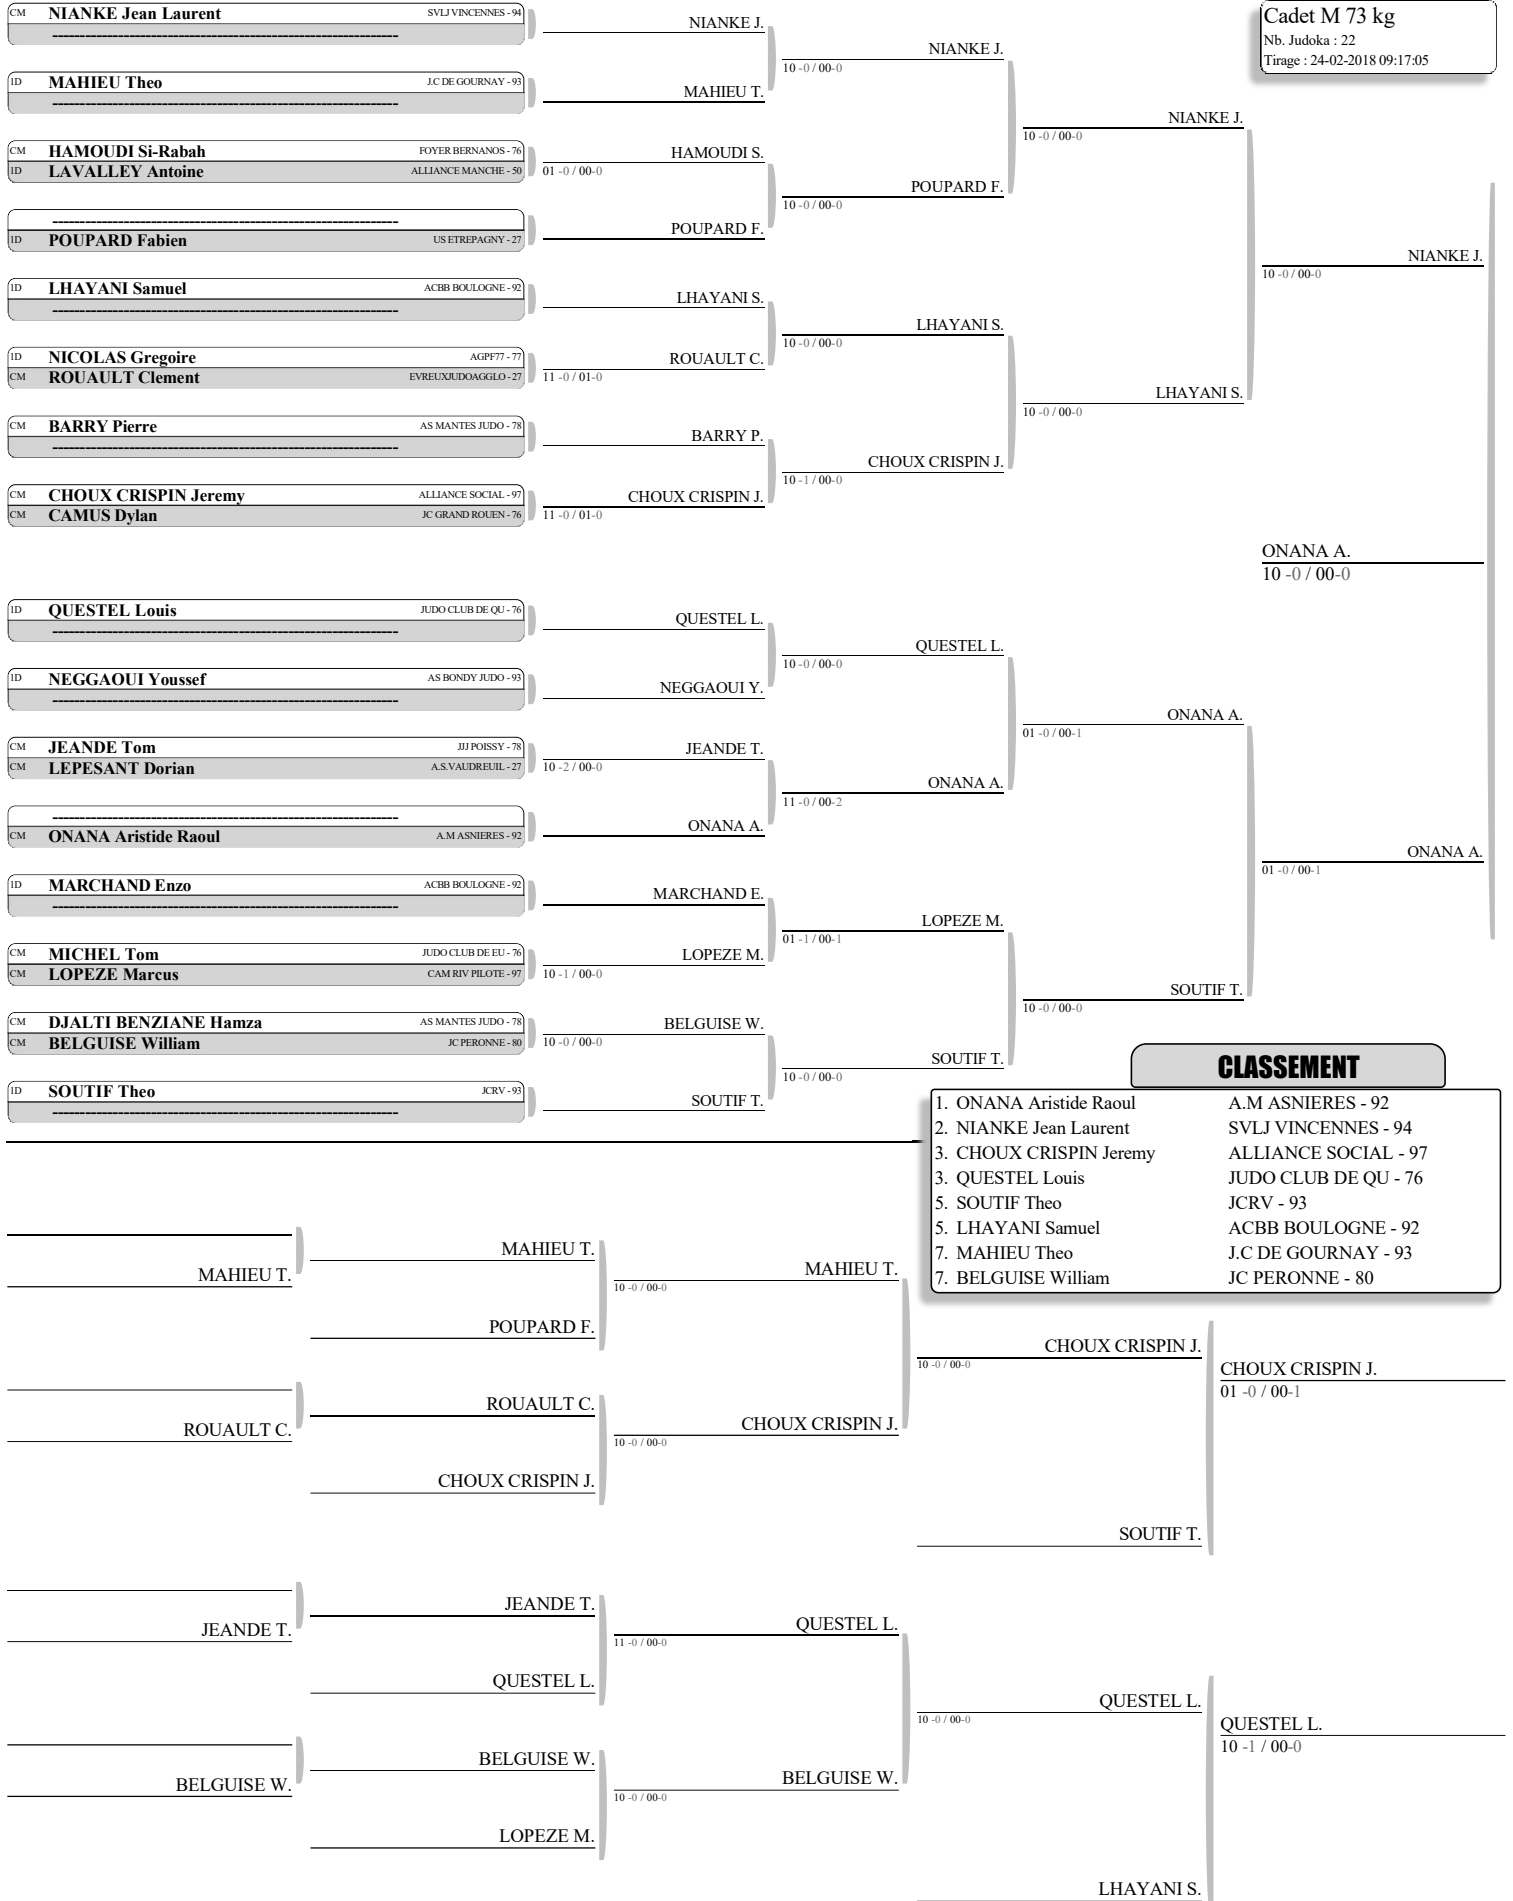 Cadet M 73 kg
Nb. Judoka : 22
Tirage : 24-02-2018 09:17:05
CM NIANKE Jean Laurent SVLJ VINCENNES - 94
------------------------------------------------------------------
1D MAHIEU Theo J.C DE GOURNAY - 93
------------------------------------------------------------------
CM HAMOUDI Si-Rabah FOYER BERNANOS - 76
1D LAVALLEY Antoine ALLIANCE MANCHE - 50
------------------------------------------------------------------
1D POUPARD Fabien US ETREPAGNY - 27
1D LHAYANI Samuel ACBB BOULOGNE - 92
------------------------------------------------------------------
1D NICOLAS Gregoire AGPF77 - 77
CM ROUAULT Clement EVREUXJUDOAGGLO - 27
CM BARRY Pierre AS MANTES JUDO - 78
------------------------------------------------------------------
CM CHOUX CRISPIN Jeremy ALLIANCE SOCIAL - 97
CM CAMUS Dylan JC GRAND ROUEN - 76
1D QUESTEL Louis JUDO CLUB DE QU - 76
------------------------------------------------------------------
1D NEGGAOUI Youssef AS BONDY JUDO - 93
------------------------------------------------------------------
CM JEANDE Tom JJJ POISSY - 78
CM LEPESANT Dorian A.S.VAUDREUIL - 27
------------------------------------------------------------------
CM ONANA Aristide Raoul A.M ASNIERES - 92
1D MARCHAND Enzo ACBB BOULOGNE - 92
------------------------------------------------------------------
CM MICHEL Tom JUDO CLUB DE EU - 76
CM LOPEZE Marcus CAM RIV PILOTE - 97
CM DJALTI BENZIANE Hamza AS MANTES JUDO - 78
CM BELGUISE William JC PERONNE - 80
1D SOUTIF Theo JCRV - 93
------------------------------------------------------------------
NIANKE J.
MAHIEU T.
HAMOUDI S.
01 -0 / 00-0
POUPARD F.
LHAYANI S.
ROUAULT C.
11 -0 / 01-0
BARRY P.
CHOUX CRISPIN J.
11 -0 / 01-0
QUESTEL L.
NEGGAOUI Y.
JEANDE T.
10 -2 / 00-0
ONANA A.
MARCHAND E.
LOPEZE M.
10 -1 / 00-0
BELGUISE W.
10 -0 / 00-0
SOUTIF T.
NIANKE J.
10 -0 / 00-0
POUPARD F.
10 -0 / 00-0
LHAYANI S.
10 -0 / 00-0
CHOUX CRISPIN J.
10 -1 / 00-0
QUESTEL L.
10 -0 / 00-0
ONANA A.
11 -0 / 00-2
LOPEZE M.
01 -1 / 00-1
SOUTIF T.
10 -0 / 00-0
NIANKE J.
10 -0 / 00-0
LHAYANI S.
10 -0 / 00-0
ONANA A.
01 -0 / 00-1
SOUTIF T.
10 -0 / 00-0
NIANKE J.
10 -0 / 00-0
ONANA A.
01 -0 / 00-1
ONANA A.
10 -0 / 00-0
CLASSEMENT
1. ONANA Aristide Raoul A.M ASNIERES - 92
2. NIANKE Jean Laurent SVLJ VINCENNES - 94
3. CHOUX CRISPIN Jeremy ALLIANCE SOCIAL - 97
3. QUESTEL Louis JUDO CLUB DE QU - 76
5. SOUTIF Theo JCRV - 93
5. LHAYANI Samuel ACBB BOULOGNE - 92
7. MAHIEU Theo J.C DE GOURNAY - 93
7. BELGUISE William JC PERONNE - 80
MAHIEU T.
ROUAULT C.
JEANDE T.
BELGUISE W.
MAHIEU T.
POUPARD F.
ROUAULT C.
CHOUX CRISPIN J.
JEANDE T.
QUESTEL L.
BELGUISE W.
LOPEZE M.
MAHIEU T.
10 -0 / 00-0
CHOUX CRISPIN J.
10 -0 / 00-0
QUESTEL L.
11 -0 / 00-0
BELGUISE W.
10 -0 / 00-0
CHOUX CRISPIN J.
10 -0 / 00-0
SOUTIF T.
QUESTEL L.
10 -0 / 00-0
LHAYANI S.
CHOUX CRISPIN J.
01 -0 / 00-1
QUESTEL L.
10 -1 / 00-0